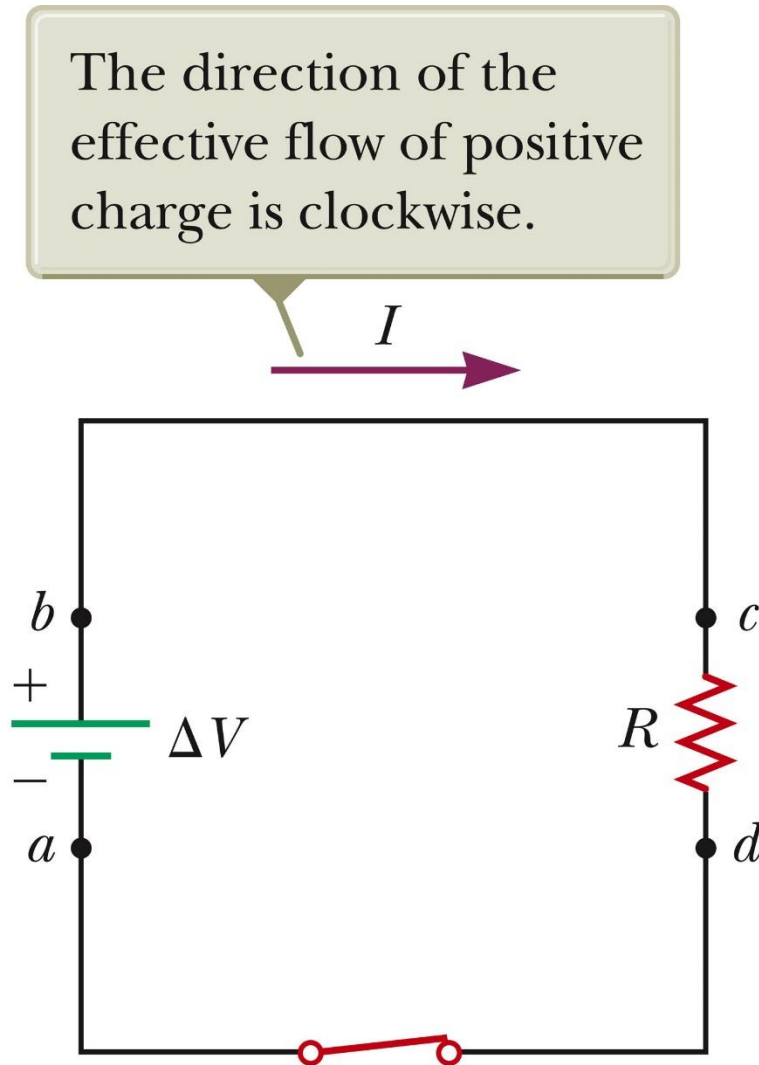 The direction of the
effective flow of positive
charge is clockwise.
I
b
c
+
ΔV
R
−
a
d